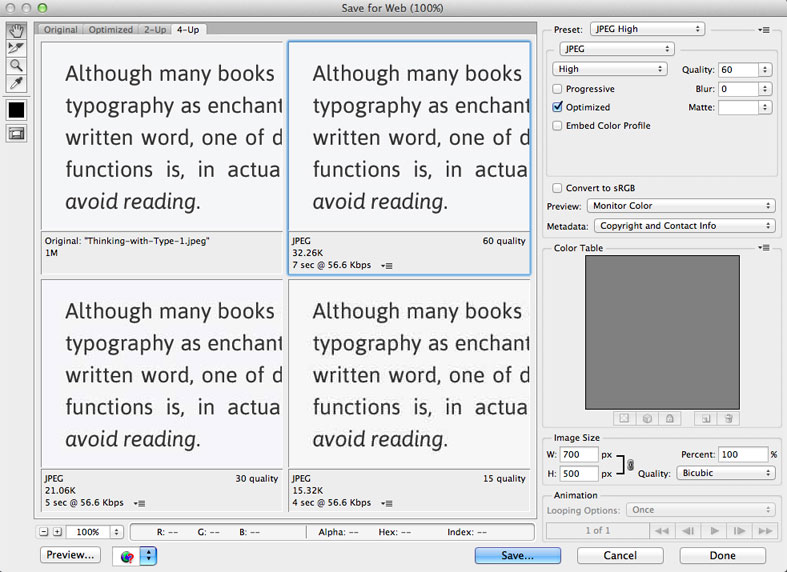 Save for Web (100%)
Original Optimized 2-Up 4-Up
Although many books
typography as enchant
written word, one of d
functions is, in actua
avoid reading.
Original: "Thinking-with-Type-1.jpeg"
1M
Although many books
typography as enchant
written word, one of d
functions is, in actua
avoid reading.
JPEG 60 quality
32.26K
7 sec @ 56.6 Kbps
Although many books
typography as enchant
written word, one of d
functions is, in actua
avoid reading.
JPEG 30 quality
21.06K
5 sec @ 56.6 Kbps
Although many books
typography as enchant
written word, one of d
functions is, in actua
avoid reading.
JPEG 15 quality
15.32K
4 sec @ 56.6 Kbps
100% R: -- G: -- B: -- Alpha: -- Hex: -- Index: --
Preview...
Preset: JPEG High
JPEG
High Quality: 60
Progressive Blur: 0
Optimized Matte:
Embed Color Profile
Convert to sRGB
Preview: Monitor Color
Metadata: Copyright and Contact Info
Color Table
Image Size
W: 700 px Percent: 100 %
H: 500 px Quality: Bicubic
Animation
Looping Options: Once
1 of 1
Save... Cancel Done